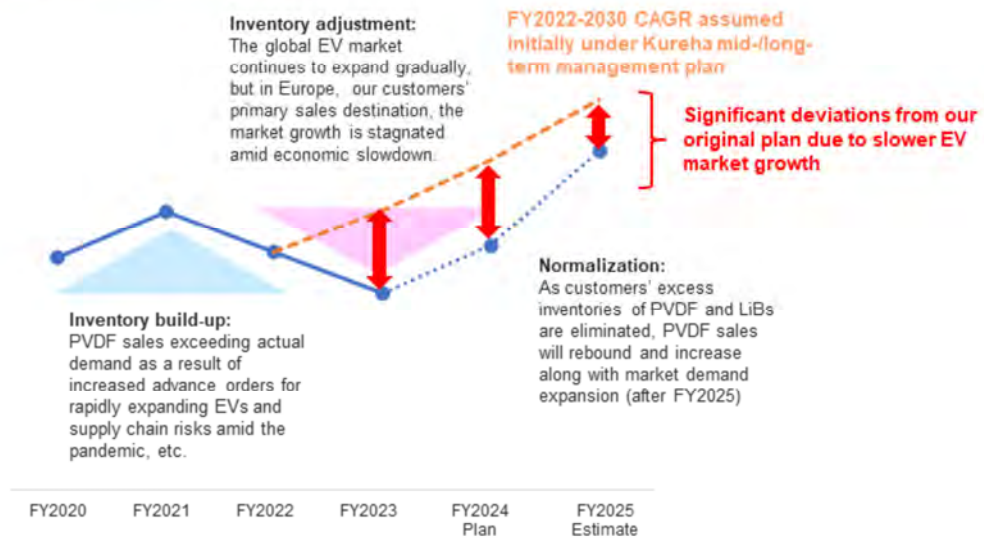 Inventory adjustment:
The global EV market
continues to expand gradually,
but in Europe, our customers'
primary sales destination, the
market growth is stagnated
amid economic slowdown.
FY2022-2030 CAGR assumed
initially under Kureha mid-/long-
term management plan
Significant deviations from our
original plan due to slower EV
market growth
Inventory build-up:
PVDF sales exceeding actual
demand as a result of
increased advance orders for
rapidly expanding EVs and
supply chain risks amid the
pandemic, etc.
Normalization:
As customers' excess
inventories of PVDF and LiBs
are eliminated, PVDF sales
will rebound and increase
along with market demand
expansion (after FY2025)
FY2020
FY2021
FY2022
FY2023
FY2024
Plan
FY2025
Estimate